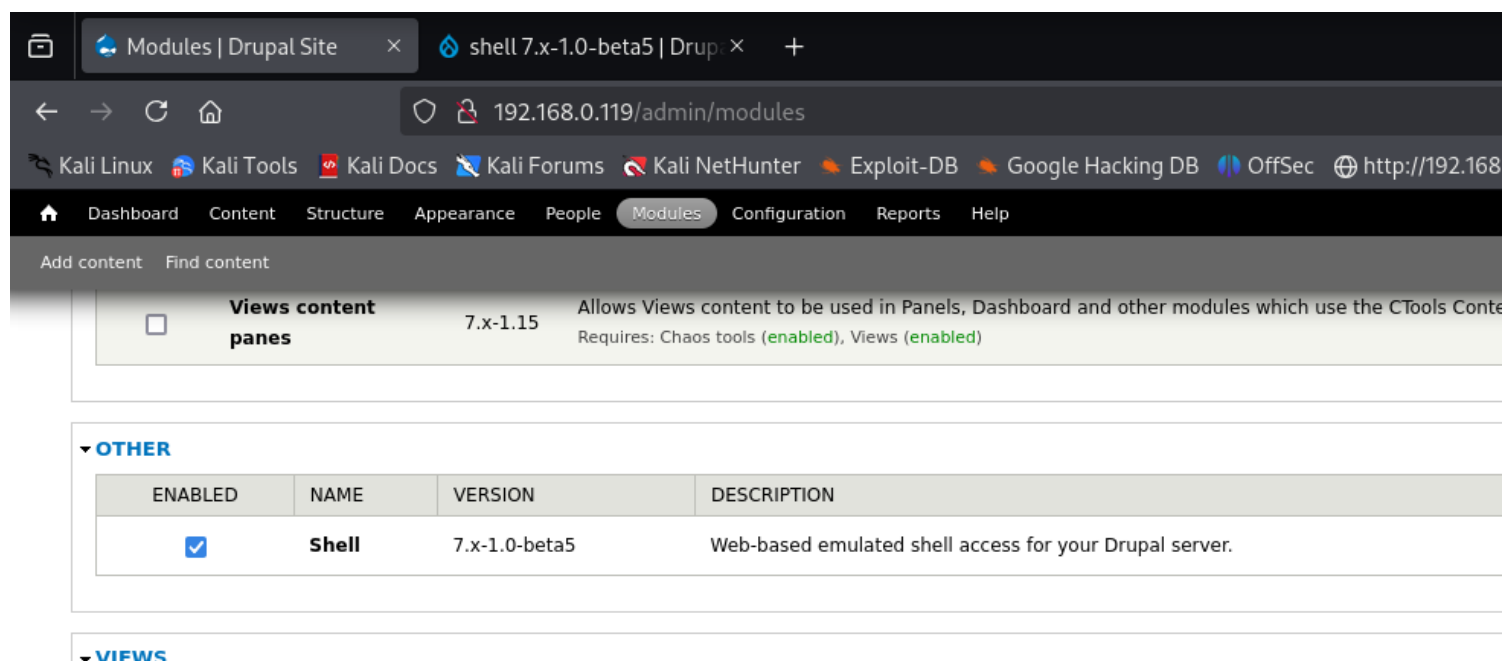 Modules | Drupal Site
shell 7.x-1.0-beta5 | Drup
192.168.0.119/admin/modules
Kali Linux Kali Tools Kali Docs Kali Forums Kali NetHunter Exploit-DB Google Hacking DB OffSec http://192.168
Dashboard Content Structure Appearance People Modules Configuration Reports Help
Add content Find content
Views content panes
7.x-1.15
Allows Views content to be used in Panels, Dashboard and other modules which use the CTools Conte
Requires: Chaos tools (enabled), Views (enabled)
OTHER
ENABLED NAME VERSION DESCRIPTION
Shell 7.x-1.0-beta5 Web-based emulated shell access for your Drupal server.
VIEWS